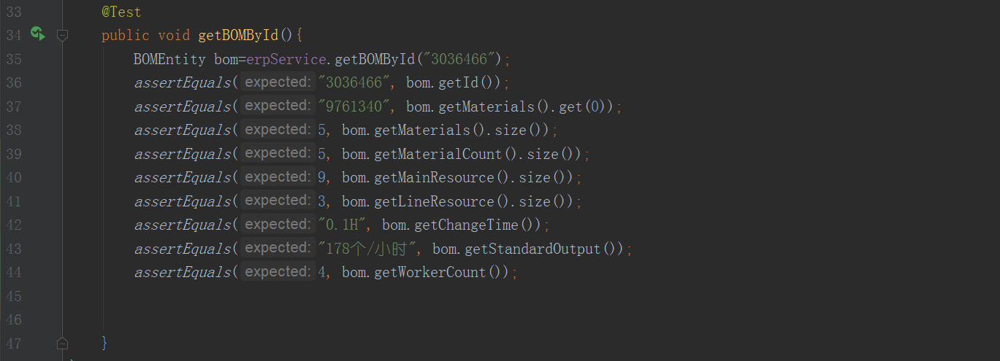 33 @Test
34 public void getBOMById(){
35 BOMEntity bom=erpService.getBOMById("3036466");
36 assertEquals( expected: "3036466", bom.getId());
37 assertEquals( expected: "9761340", bom.getMaterials().get(0));
38 assertEquals( expected: 5, bom.getMaterials().size());
39 assertEquals( expected: 5, bom.getMaterialCount().size());
40 assertEquals( expected: 9, bom.getMainResource().size());
41 assertEquals( expected: 3, bom.getLineResource().size());
42 assertEquals( expected: "0.1H", bom.getChangeTime());
43 assertEquals( expected: "178个/小时", bom.getStandardOutput());
44 assertEquals( expected: 4, bom.getWorkerCount());
45
46
47 }